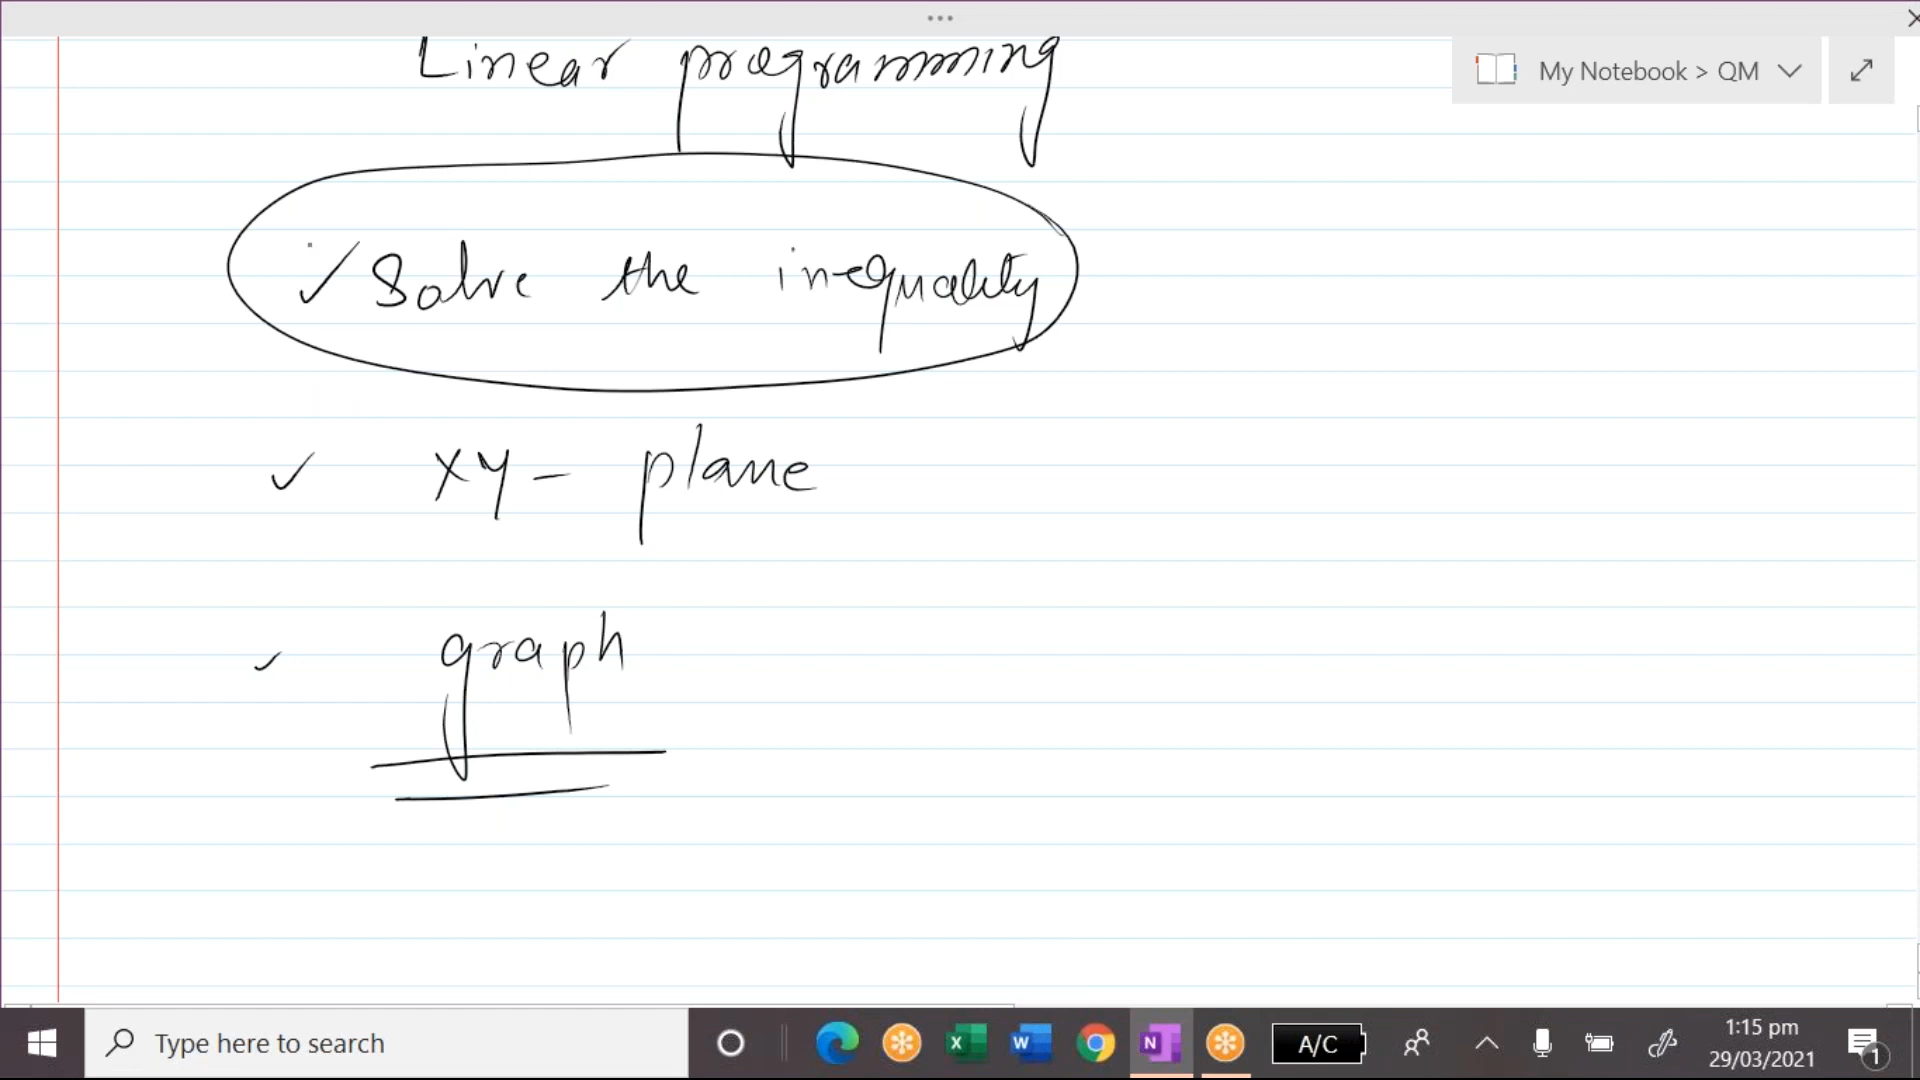 Linear programming
My Notebook > QM
✓ Solve the inequality
✓ xy - plane
✓ graph
Type here to search
A/C
1:15 pm
29/03/2021
1